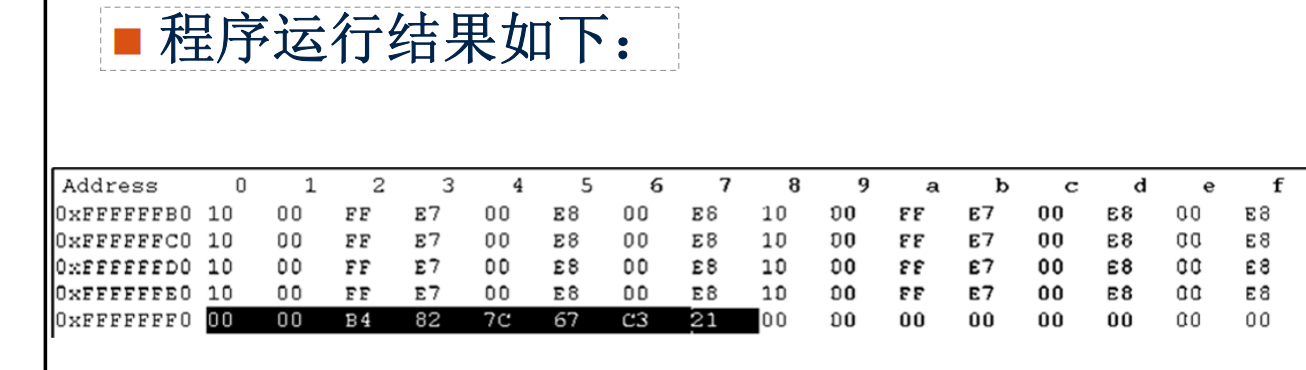 ■ 程序运行结果如下：
Address 0 1 2 3 4 5 6 7 8 9 a b c d e f
0xFFFFFFB0 10 00 FF E7 00 E8 00 E8 10 00 FF E7 00 E8 00 E8
0xFFFFFFC0 10 00 FF E7 00 E8 00 E8 10 00 FF E7 00 E8 00 E8
0xFFFFFFD0 10 00 FF E7 00 E8 00 E8 10 00 FF E7 00 E8 00 E8
0xFFFFFFE0 10 00 FF E7 00 E8 00 E8 10 00 FF E7 00 E8 00 E8
0xFFFFFFF0 00 00 B4 82 7C 67 C3 21 00 00 00 00 00 00 00 00